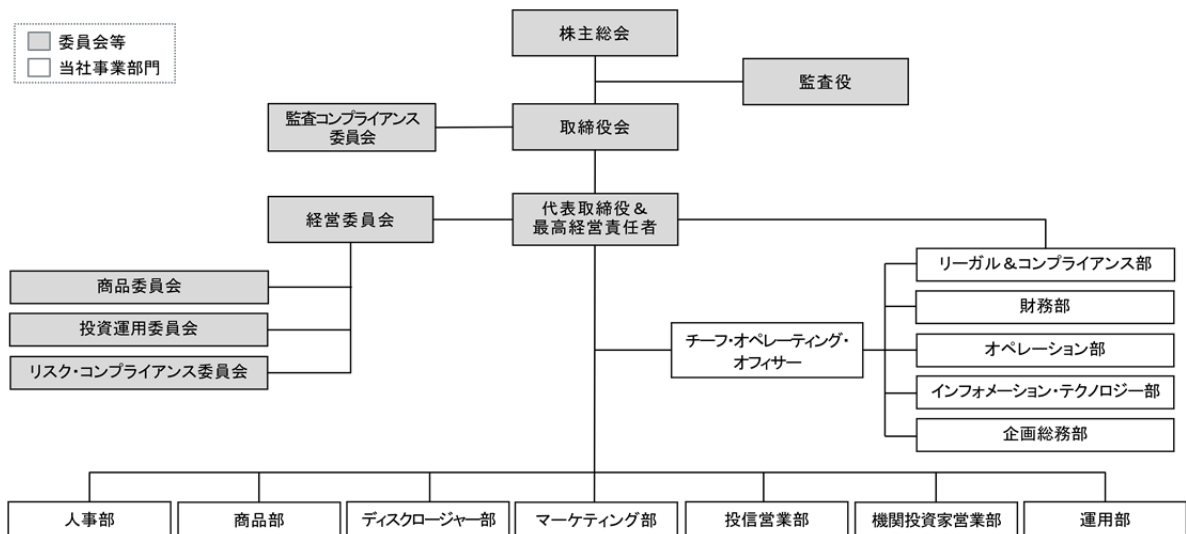 委員会等
当社事業部門
株主総会
監査役
監査コンプライアンス
委員会
取締役会
経営委員会
代表取締役&
最高経営責任者
商品委員会
投資運用委員会
リスク・コンプライアンス委員会
チーフ・オペレーティング・
オフィサー
リーガル&コンプライアンス部
財務部
オペレーション部
インフォメーション・テクノロジー部
企画総務部
人事部
商品部
ディスクロージャー部
マーケティング部
投信営業部
機関投資家営業部
運用部